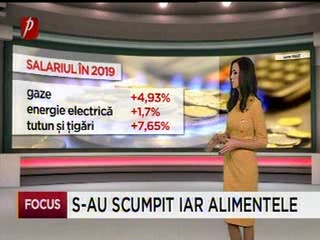 p
SALARIUL ÎN 2019
gaze +4,93%
energie electrică +1,7%
tutun și țigări +7,65%
FOCUS S-AU SCUMPIT IAR ALIMENTELE